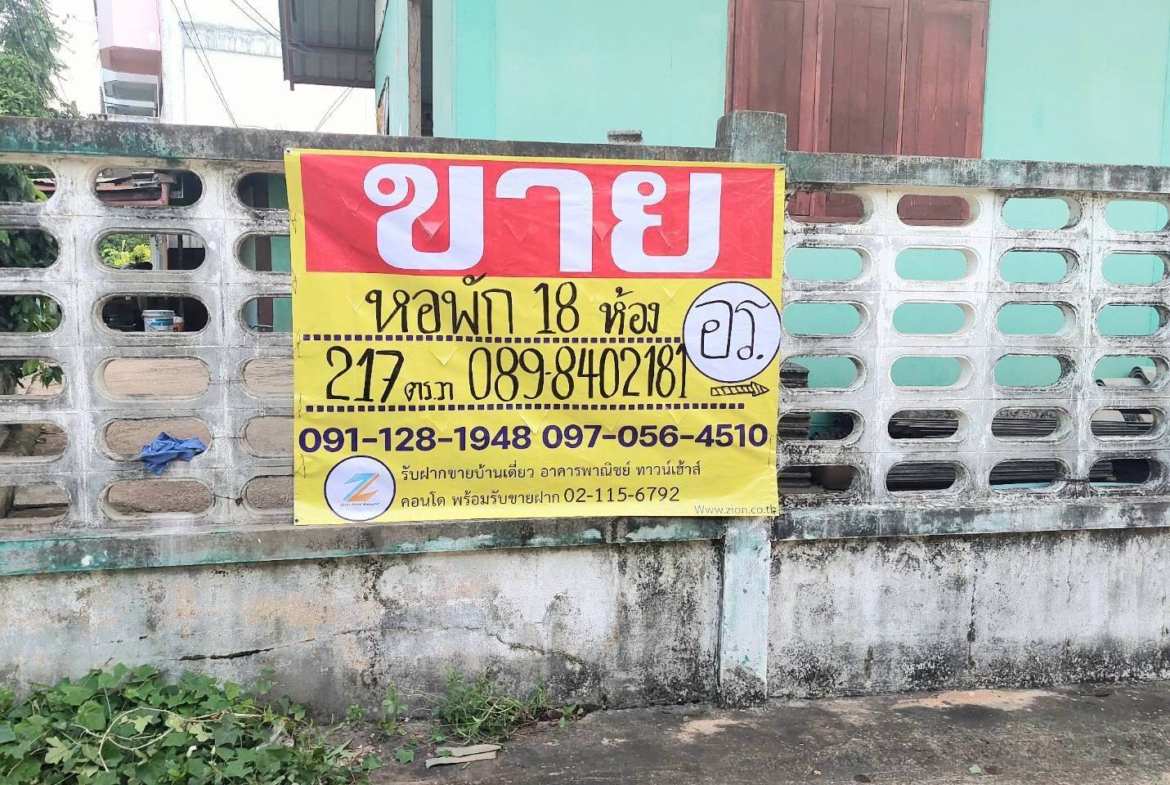 ขาย
หอพัก 18 ห้อง
อร.
217 ตร.ว 089-8402181
091-128-1948 097-056-4510
รับฝากขายบ้านเดี่ยว อาคารพาณิชย์ ทาวน์เฮ้าส์
คอนโด พร้อมรับขายฝาก 02-115-6792
Www.zion.co.th